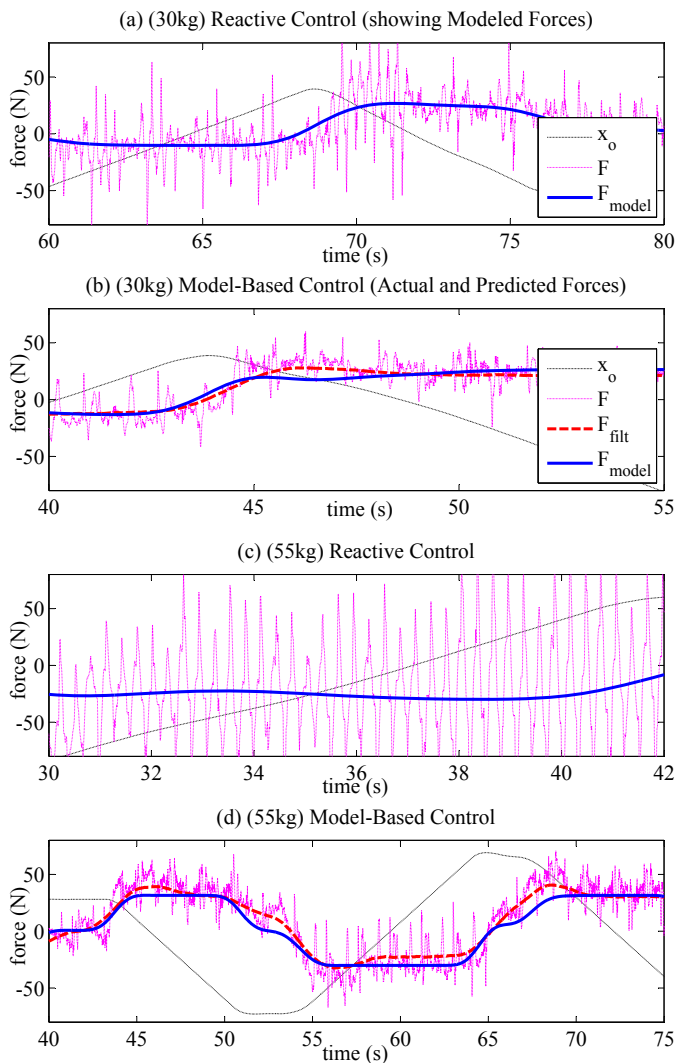 (a) (30kg) Reactive Control (showing Modeled Forces)
force (N)
50
0
-50
60
65
70
75
80
time (s)
x_o
F
F_model
(b) (30kg) Model-Based Control (Actual and Predicted Forces)
force (N)
50
0
-50
40
45
50
55
time (s)
x_o
F
F_filt
F_model
(c) (55kg) Reactive Control
force (N)
50
0
-50
30
32
34
36
38
40
42
time (s)
(d) (55kg) Model-Based Control
force (N)
50
0
-50
40
45
50
55
60
65
70
75
time (s)